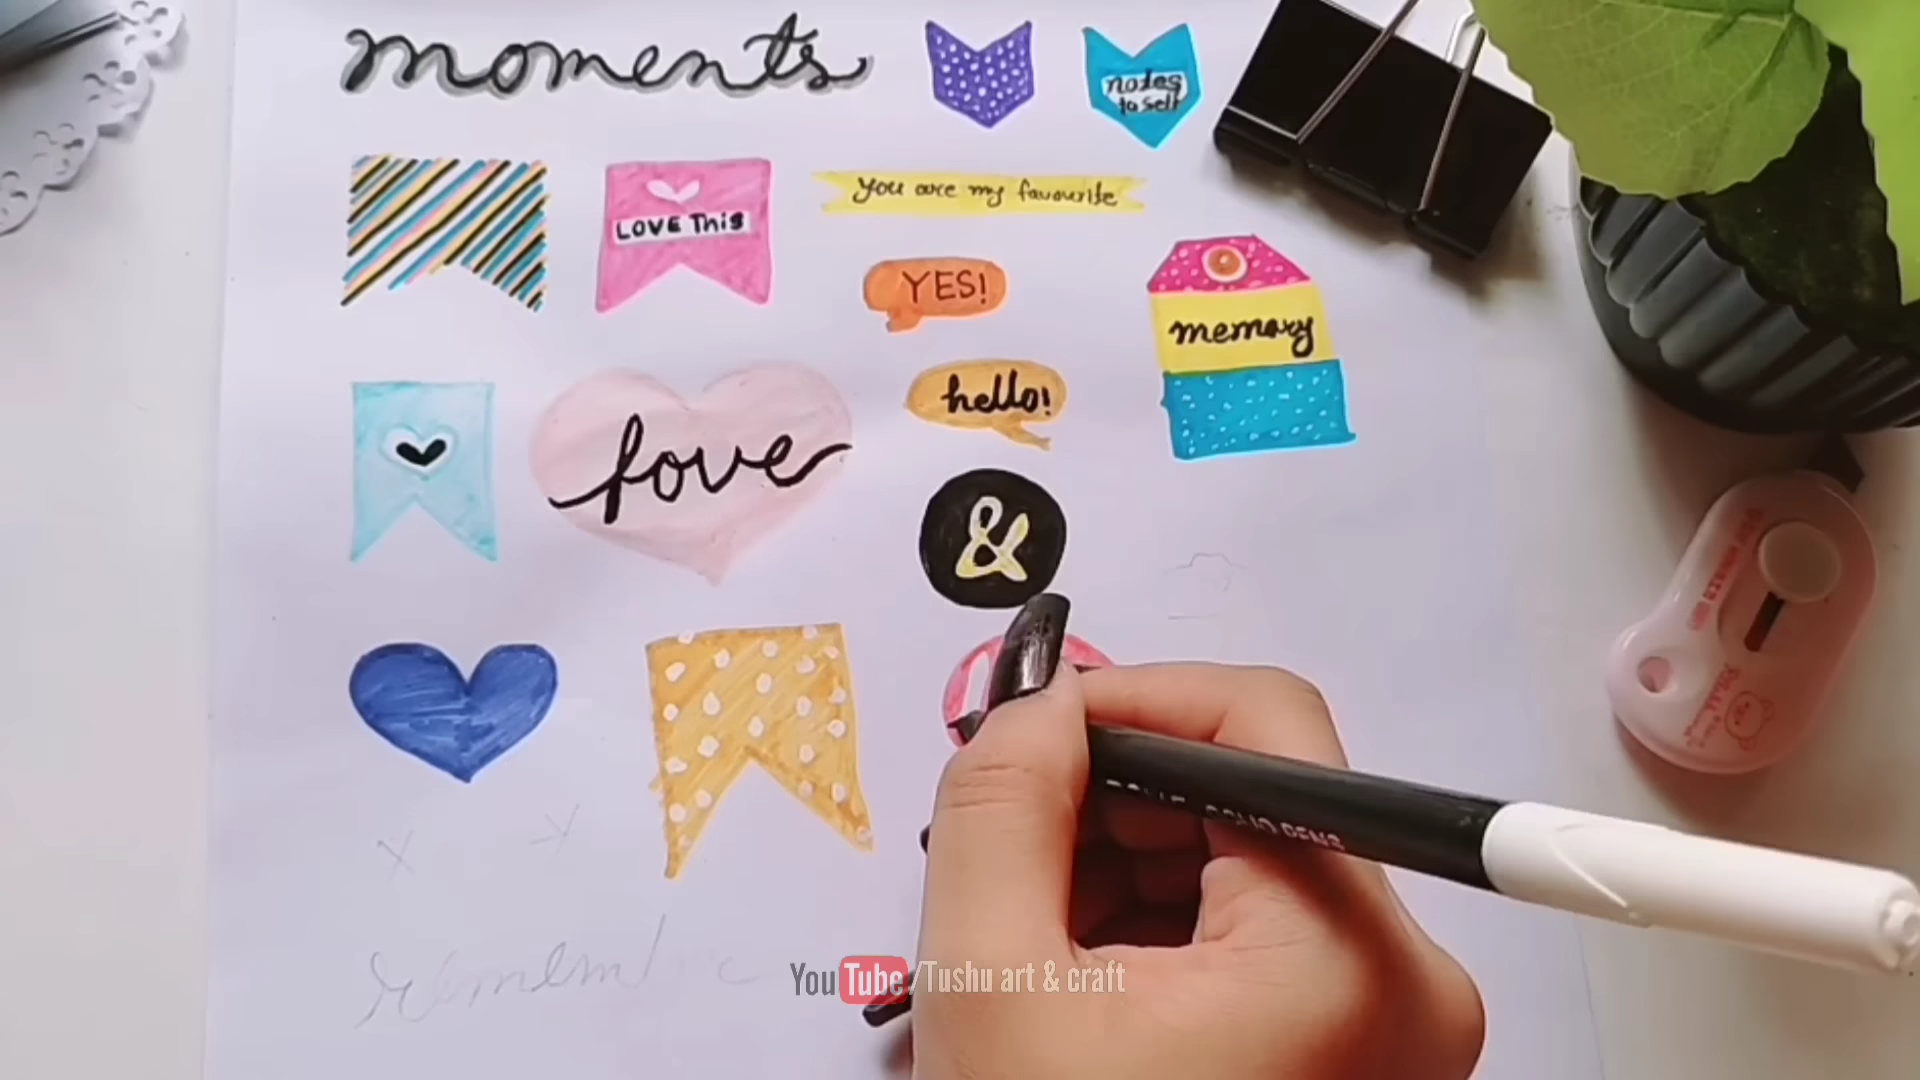 moments
notes
to self
LOVE This
you are my favourite
YES!
memory
hello!
love
&
YouTube/Tushu art & craft